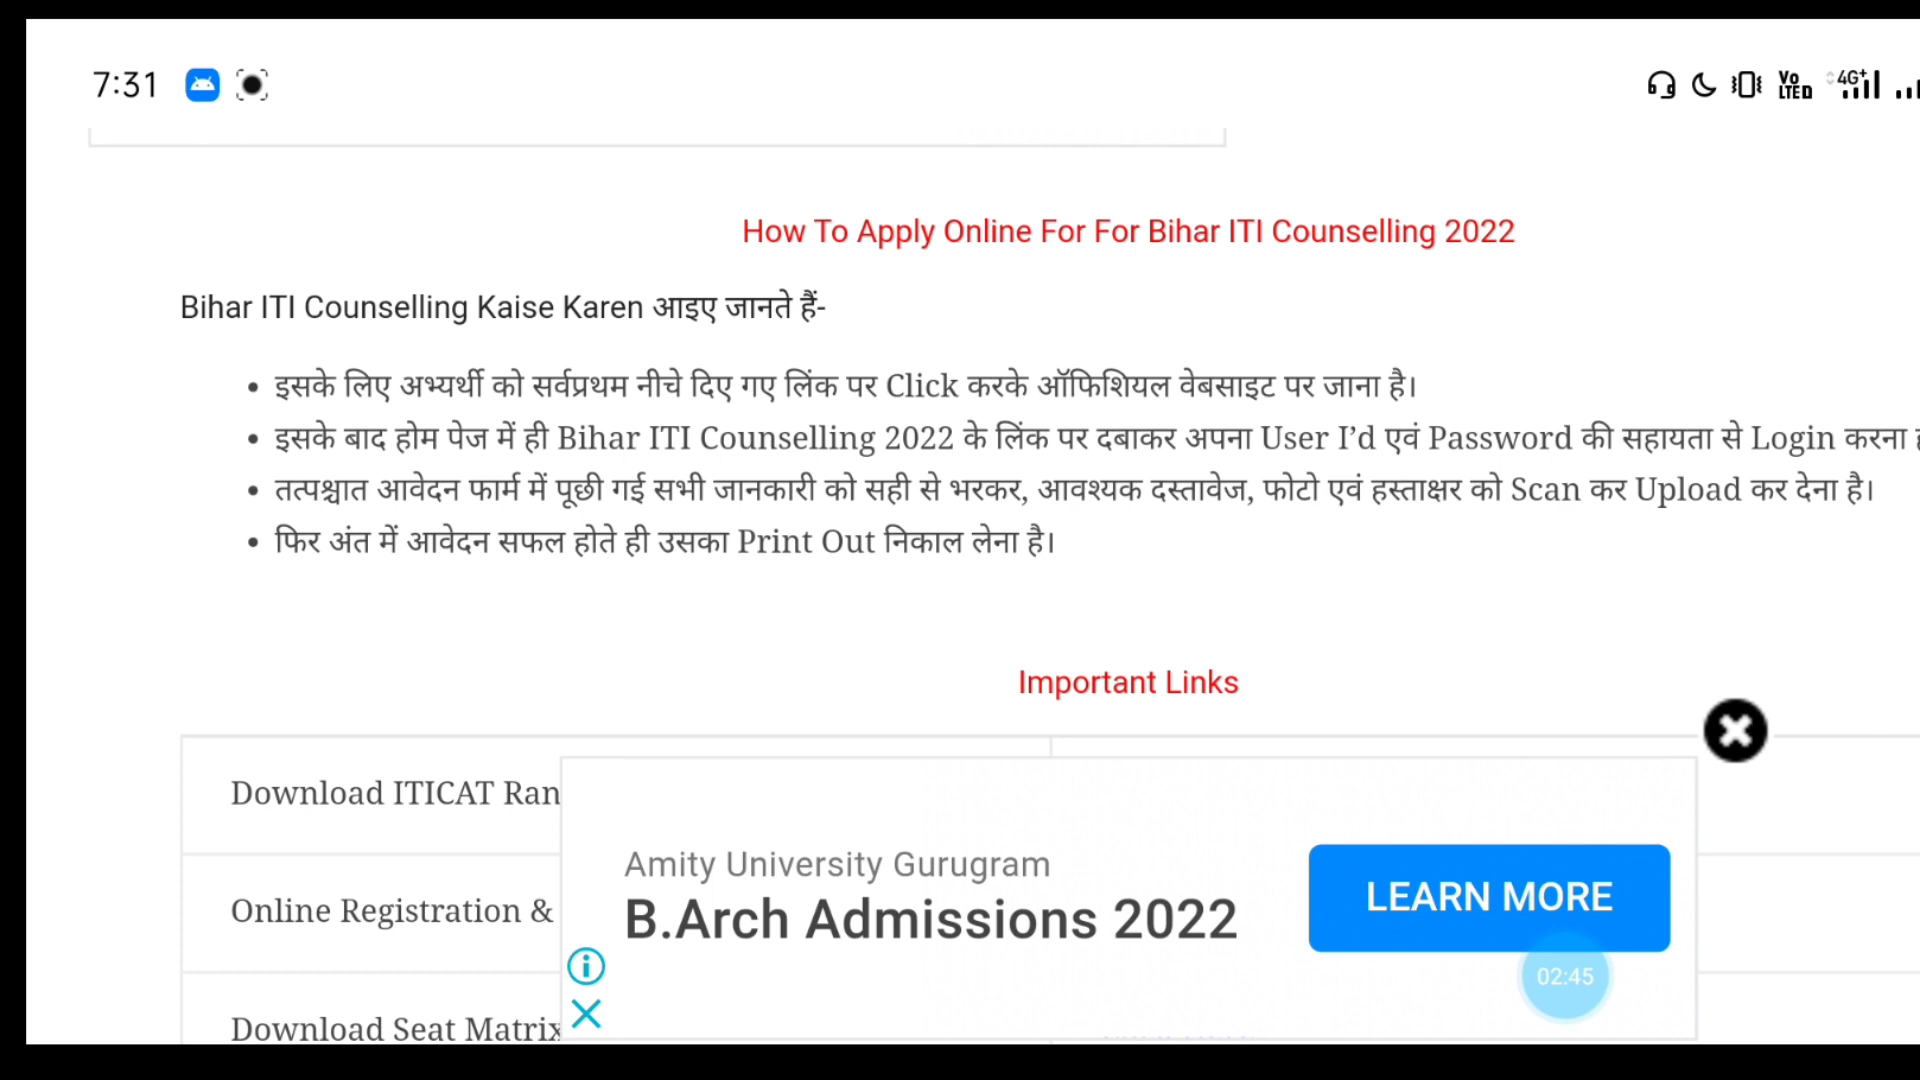 7:31
Vo LTE 4G+
How To Apply Online For For Bihar ITI Counselling 2022
Bihar ITI Counselling Kaise Karen आइए जानते हैं-
• इसके लिए अभ्यर्थी को सर्वप्रथम नीचे दिए गए लिंक पर Click करके ऑफिशियल वेबसाइट पर जाना है।
• इसके बाद होम पेज में ही Bihar ITI Counselling 2022 के लिंक पर दबाकर अपना User I’d एवं Password की सहायता से Login करना
• तत्पश्चात आवेदन फार्म में पूछी गई सभी जानकारी को सही से भरकर, आवश्यक दस्तावेज, फोटो एवं हस्ताक्षर को Scan कर Upload कर देना है।
• फिर अंत में आवेदन सफल होते ही उसका Print Out निकाल लेना है।
Important Links
Download ITICAT Ran
Amity University Gurugram
B.Arch Admissions 2022
LEARN MORE
Online Registration &
02:45
Download Seat Matrix